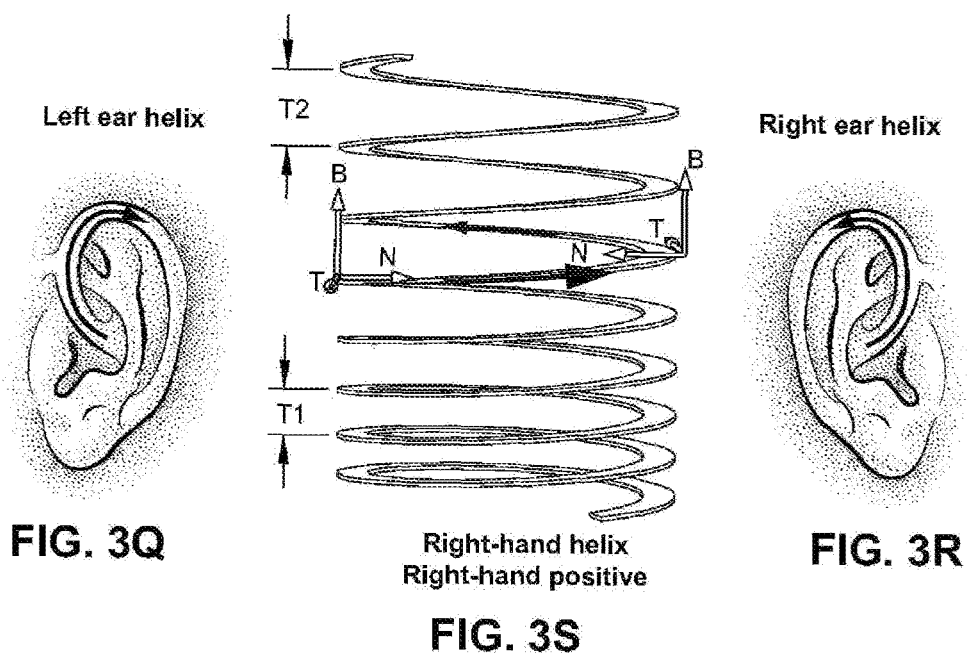 Left ear helix
T2
Right ear helix
B
B
T
N
N
T
T1
FIG. 3Q
Right-hand helix
Right-hand positive
FIG. 3R
FIG. 3S